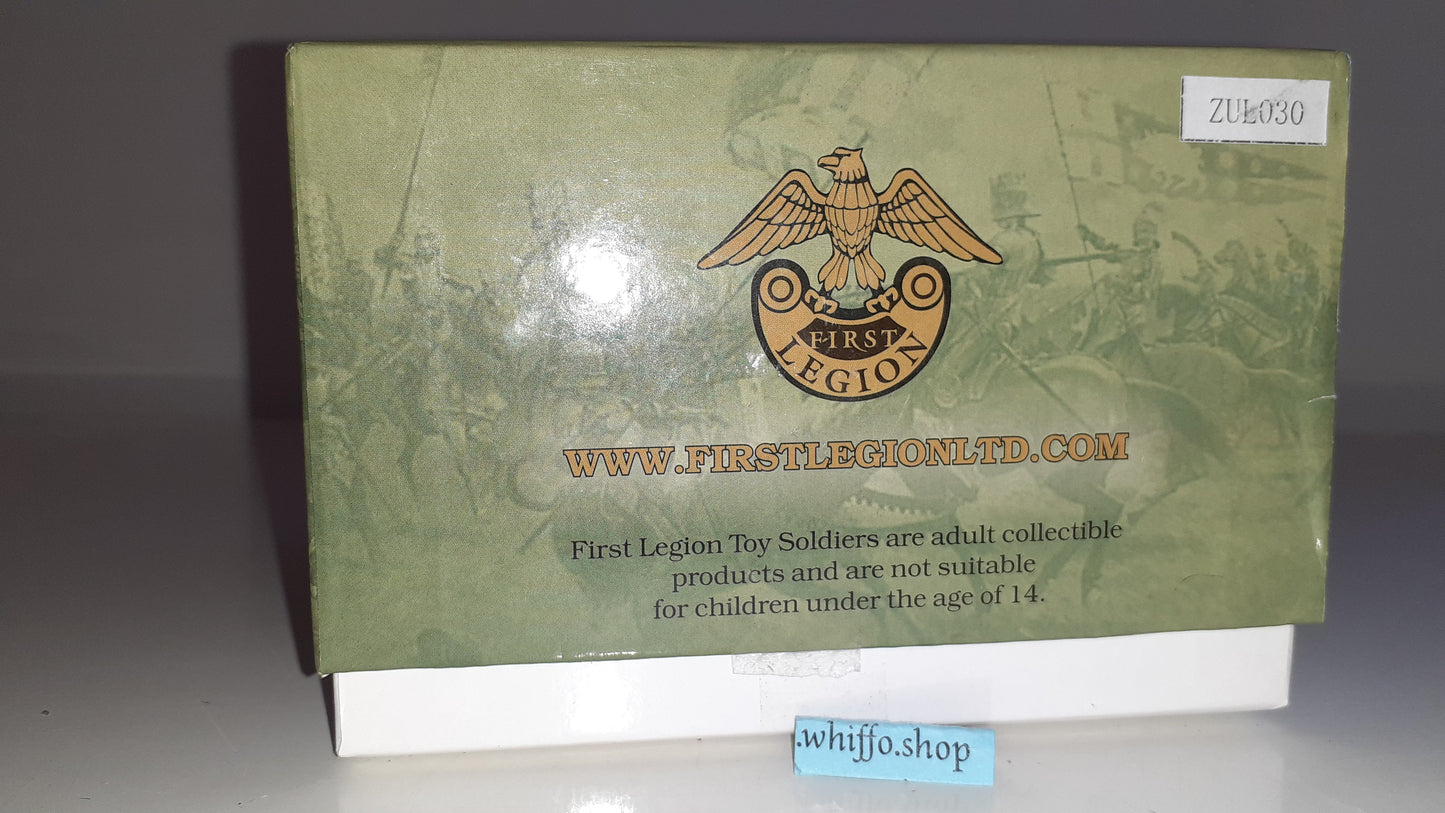 ZUL030
FIRST
LEGION
WWW.FIRSTLEGIONLTD.COM
First Legion Toy Soldiers are adult collectible
products and are not suitable
for children under the age of 14.
.whiffo.shop